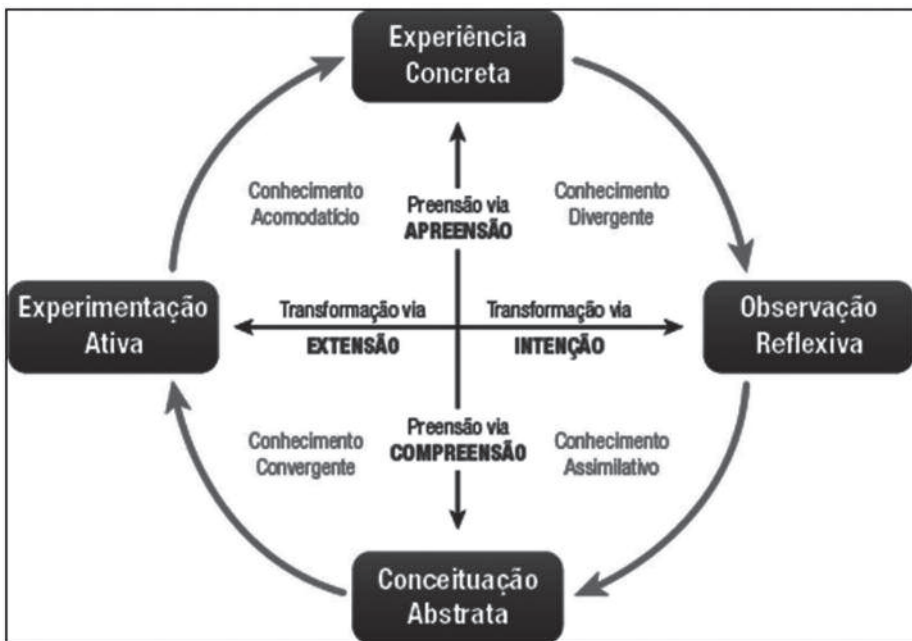 Experiência
Concreta
Conhecimento
Acomodatício
Preensão via
APREENSÃO
Conhecimento
Divergente
Experimentação
Ativa
Transformação via
EXTENSÃO
Transformação via
INTENÇÃO
Observação
Reflexiva
Conhecimento
Convergente
Preensão via
COMPREENSÃO
Conhecimento
Assimilativo
Conceituação
Abstrata